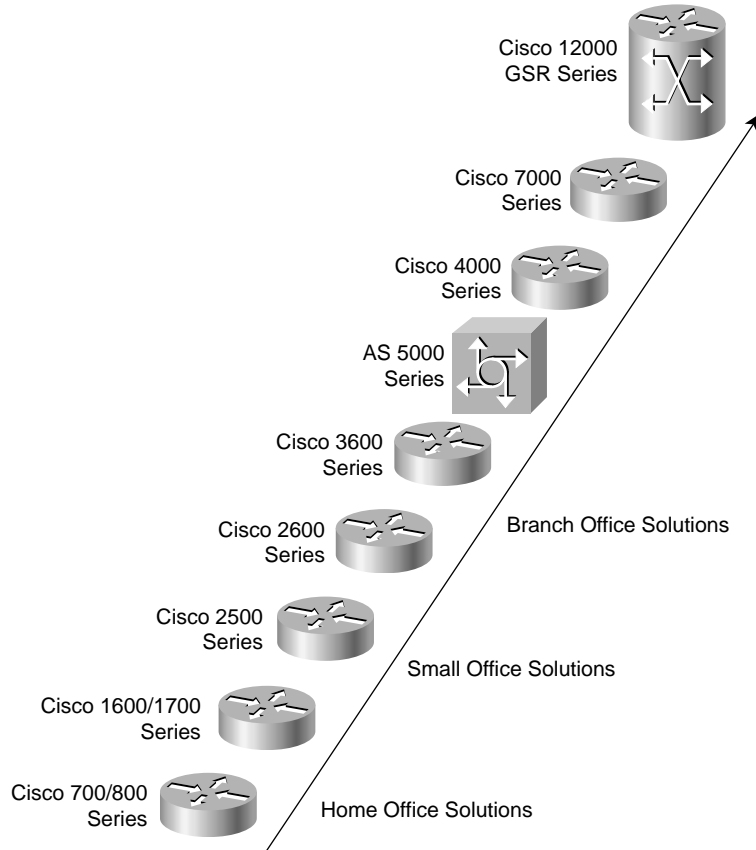 Cisco 12000
GSR Series
Cisco 7000
Series
Cisco 4000
Series
AS 5000
Series
Cisco 3600
Series
Branch Office Solutions
Cisco 2600
Series
Cisco 2500
Series
Small Office Solutions
Cisco 1600/1700
Series
Cisco 700/800
Series
Home Office Solutions